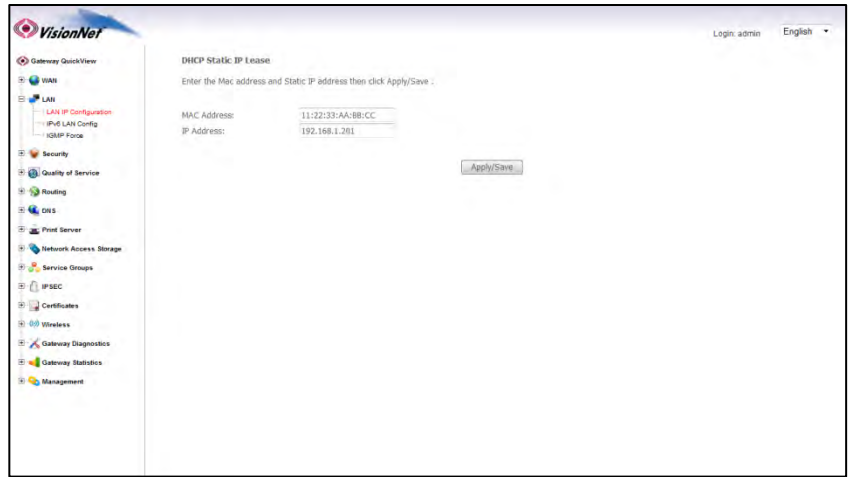 VisionNet
Login: admin
English
Gateway QuickView
WAN
LAN
LAN IP Configuration
IPv6 LAN Config
IGMP Force
Security
Quality of Service
Routing
DNS
Print Server
Network Access Storage
Service Groups
IPSEC
Certificates
Wireless
Gateway Diagnostics
Gateway Statistics
Management
DHCP Static IP Lease
Enter the Mac address and Static IP address then click Apply/Save .
MAC Address: 11:22:33:AA:BB:CC
IP Address: 192.168.1.201
Apply/Save